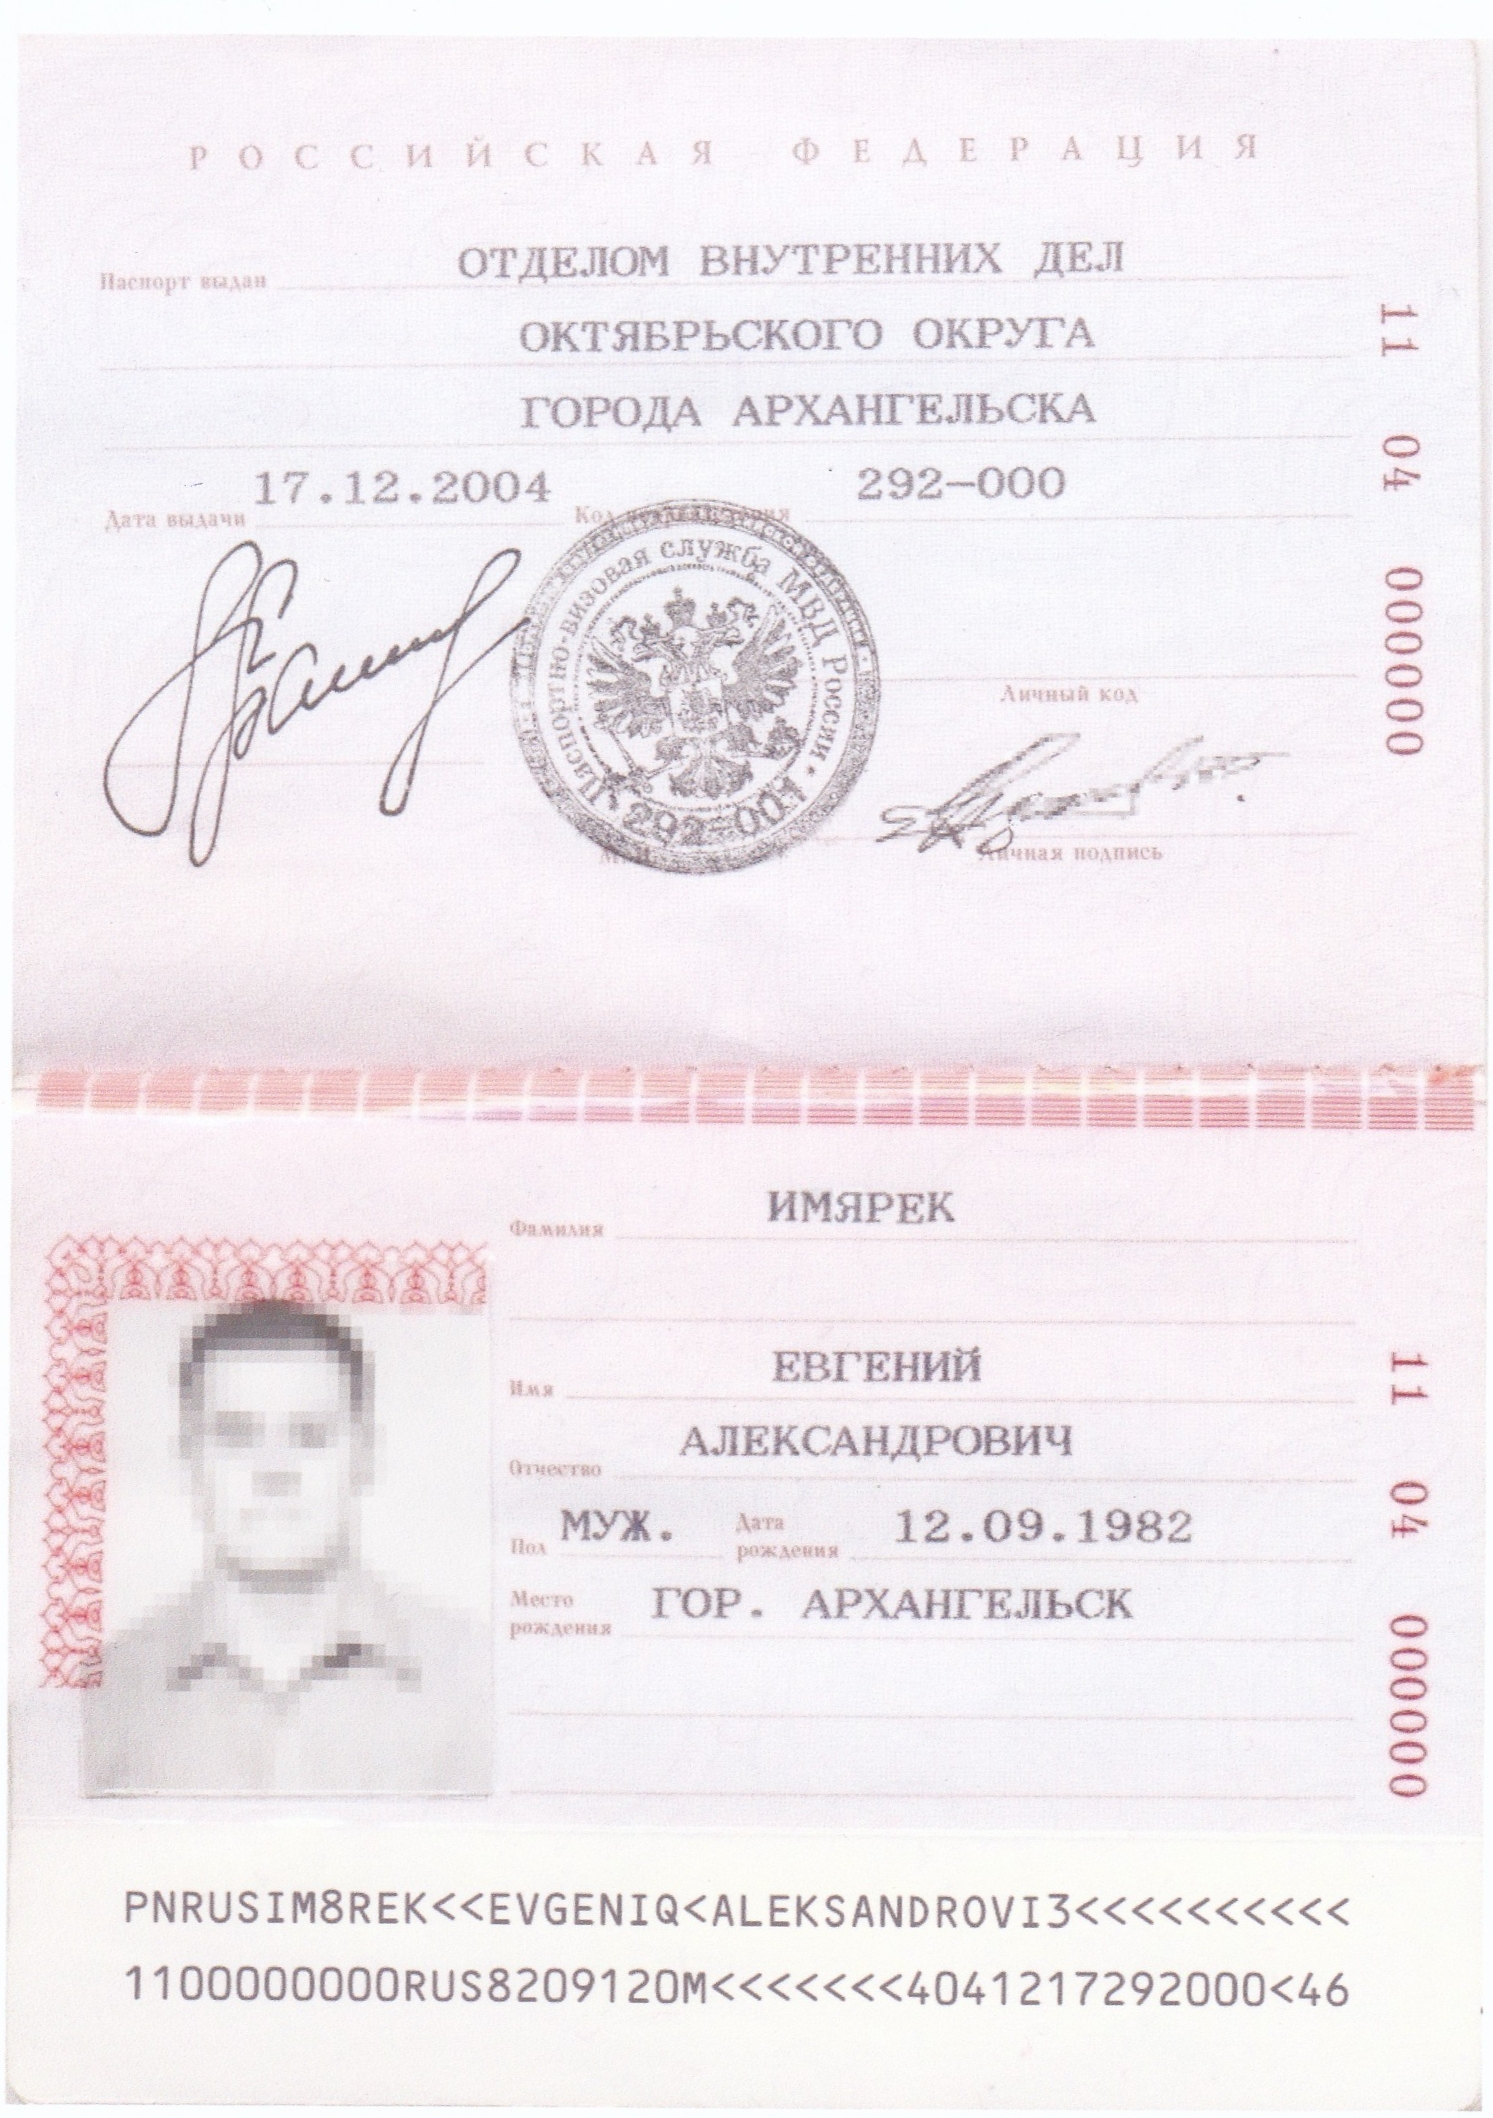 РОССИЙСКАЯ ФЕДЕРАЦИЯ
Паспорт выдан ОТДЕЛОМ ВНУТРЕННИХ ДЕЛ
ОКТЯБРЬСКОГО ОКРУГА
ГОРОДА АРХАНГЕЛЬСКА
Дата выдачи 17.12.2004 Код 292-000
Паспортно-визовая служба МВД России • 292-001
Личный код
Личная подпись
11 04 000000
Фамилия ИМЯРЕК
Имя ЕВГЕНИЙ
Отчество АЛЕКСАНДРОВИЧ
Пол МУЖ. Дата рождения 12.09.1982
Место рождения ГОР. АРХАНГЕЛЬСК
11 04 000000
PNRUSIM8REK<<EVGENIQ<ALEKSANDROVI3<<<<<<<<<<
1100000000RUS8209120M<<<<<<<4041217292000<46